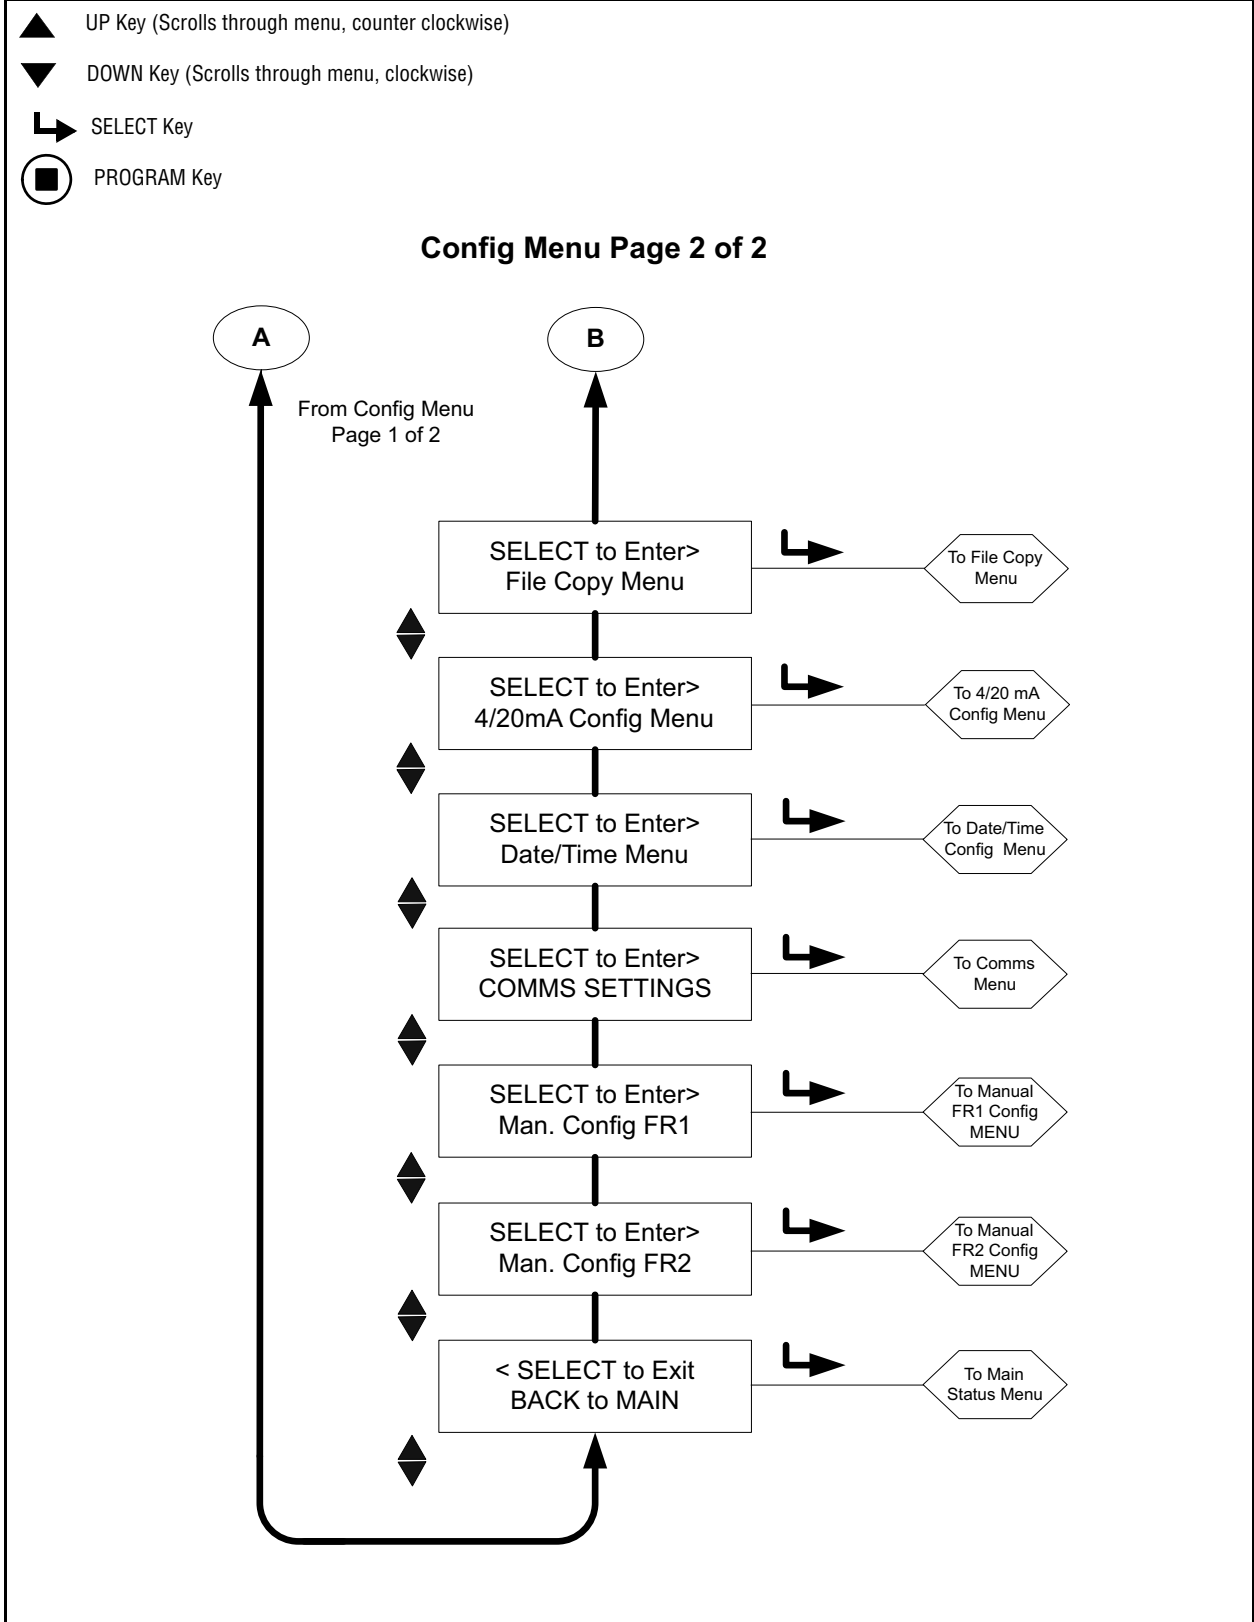 UP Key (Scrolls through menu, counter clockwise)
DOWN Key (Scrolls through menu, clockwise)
SELECT Key
PROGRAM Key
Config Menu Page 2 of 2
A
B
From Config Menu
Page 1 of 2
SELECT to Enter>
File Copy Menu
To File Copy
Menu
SELECT to Enter>
4/20mA Config Menu
To 4/20 mA
Config Menu
SELECT to Enter>
Date/Time Menu
To Date/Time
Config Menu
SELECT to Enter>
COMMS SETTINGS
To Comms
Menu
SELECT to Enter>
Man. Config FR1
To Manual
FR1 Config
MENU
SELECT to Enter>
Man. Config FR2
To Manual
FR2 Config
MENU
< SELECT to Exit
BACK to MAIN
To Main
Status Menu